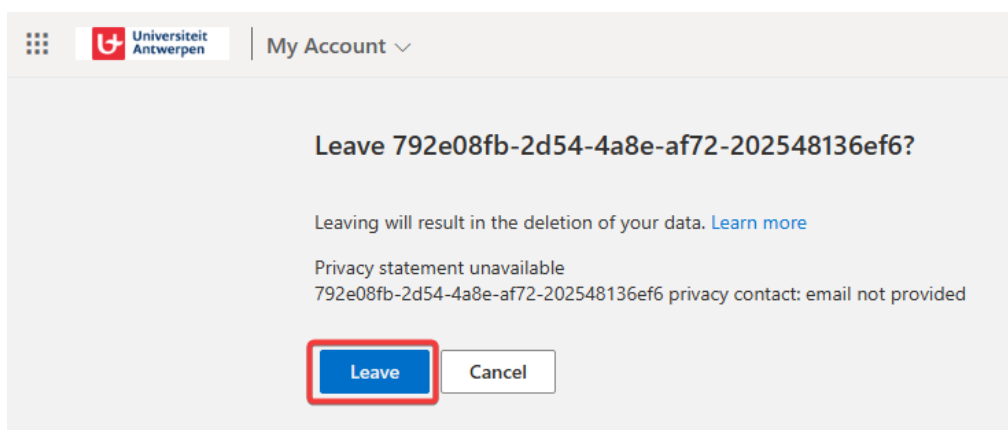 Universiteit
Antwerpen
My Account
Leave 792e08fb-2d54-4a8e-af72-202548136ef6?
Leaving will result in the deletion of your data. Learn more
Privacy statement unavailable
792e08fb-2d54-4a8e-af72-202548136ef6 privacy contact: email not provided
Leave Cancel